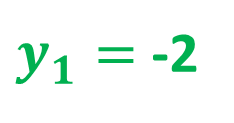 y₁ = -2